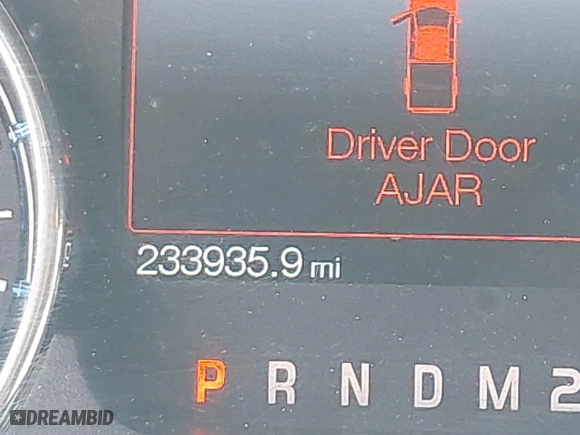 Driver Door
AJAR
233935.9 mi
P R N D M 2
DREAMBID